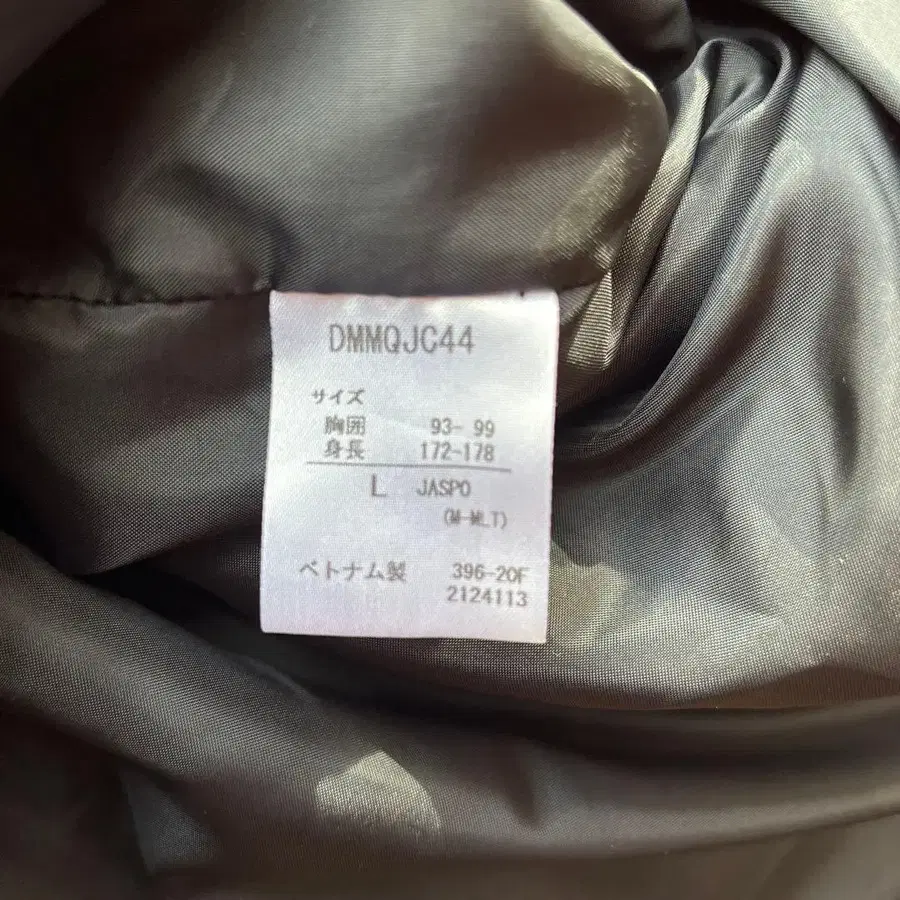 DMMQJC44
サイズ
胸囲 93- 99
身長 172-178
L JASPO
(M-MLT)
ベトナム製 396-20F
2124113